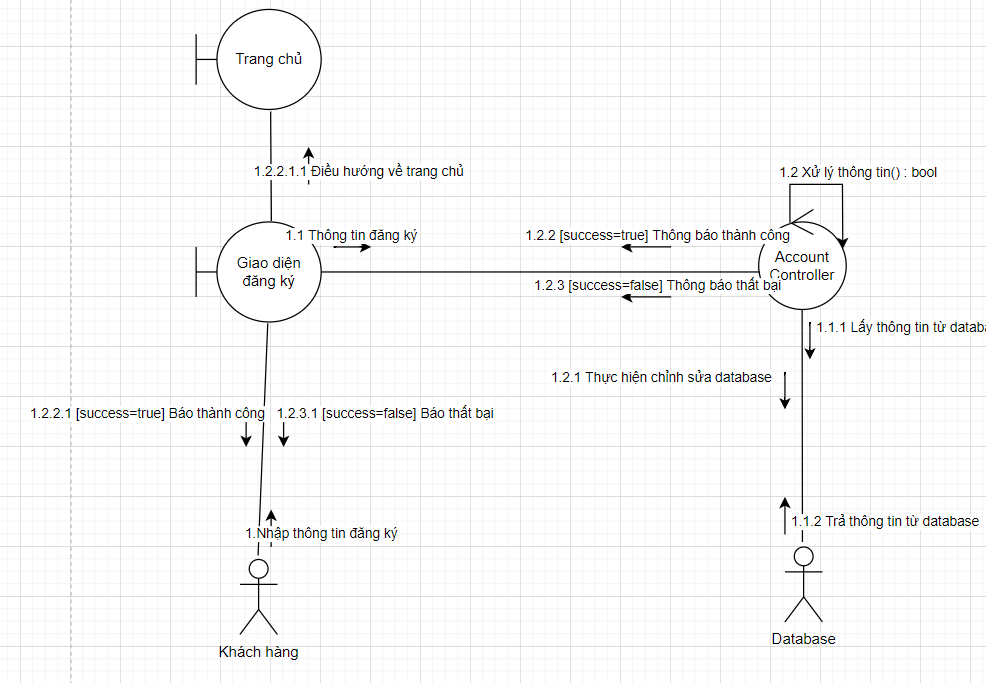 Trang chủ
1.2.2.1.1 Điều hướng về trang chủ
1.2 Xử lý thông tin() : bool
1.1 Thông tin đăng ký
1.2.2 [success=true] Thông báo thành công
Giao diện
đăng ký
Account
Controller
1.2.3 [success=false] Thông báo thất bại
1.1.1 Lấy thông tin từ datab
1.2.1 Thực hiện chỉnh sửa database
1.2.2.1 [success=true] Báo thành công
1.2.3.1 [success=false] Báo thất bại
1.1.2 Trả thông tin từ database
1.Nhập thông tin đăng ký
Database
Khách hàng